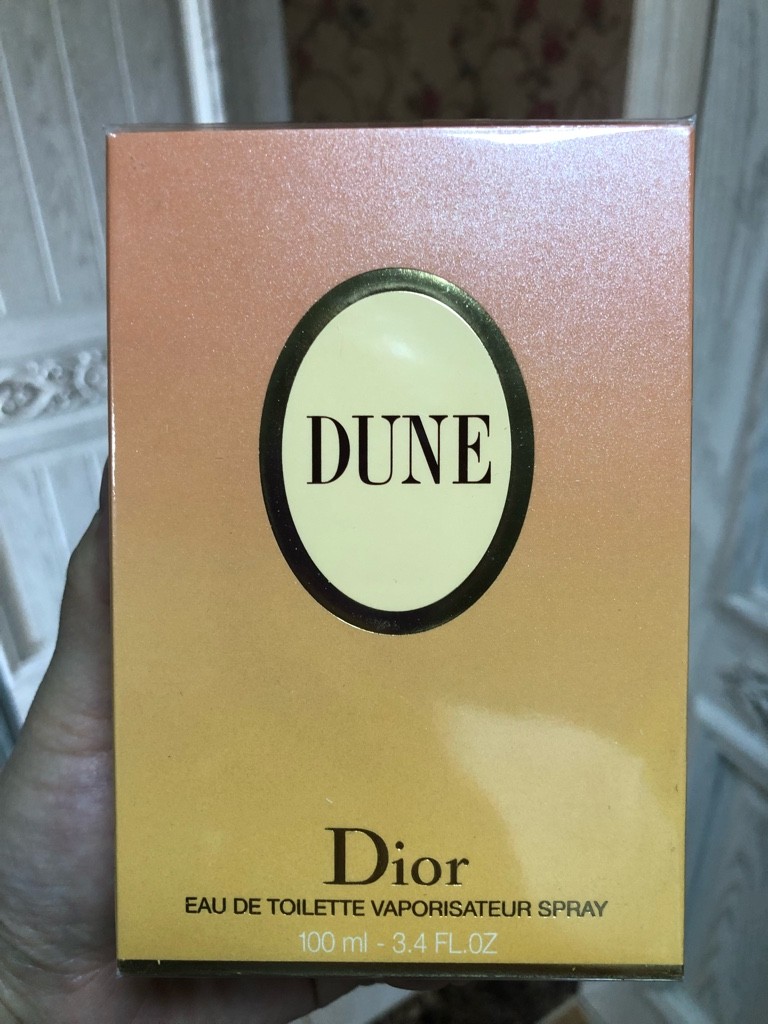 DUNE
Dior
EAU DE TOILETTE VAPORISATEUR SPRAY
100 ml - 3.4 FL.OZ